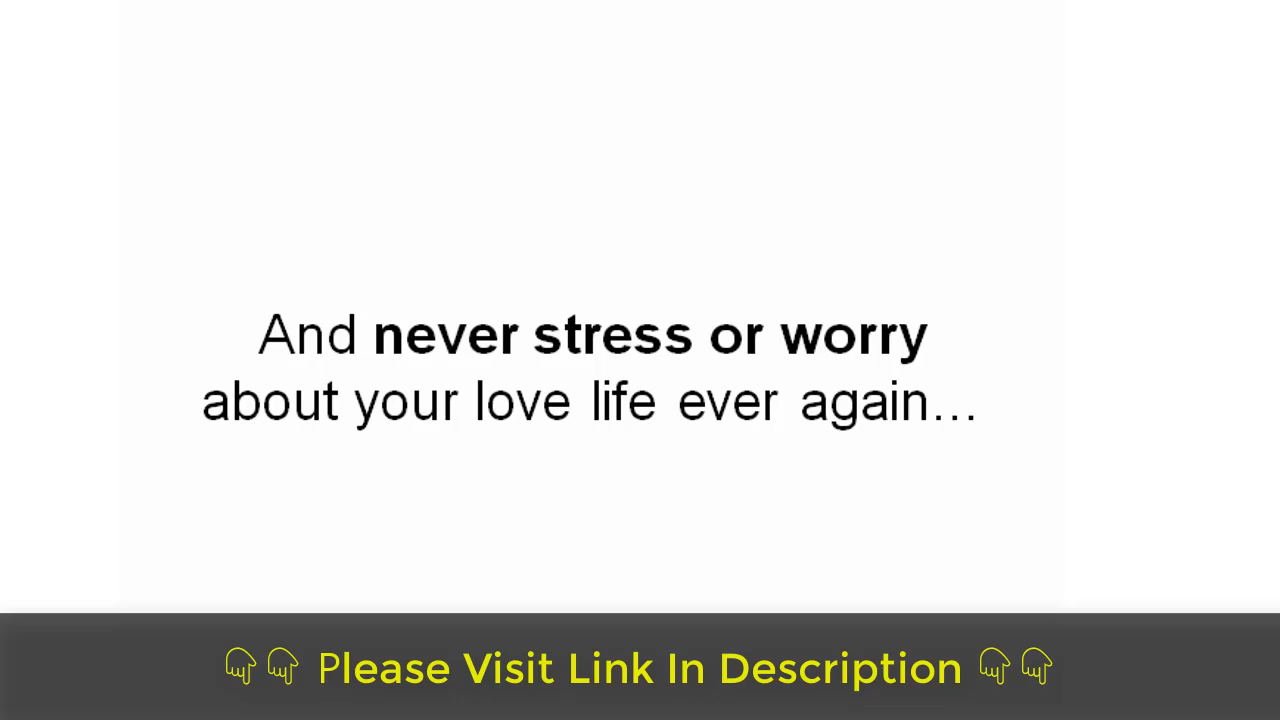 And never stress or worry
about your love life ever again...
👇👇 Please Visit Link In Description 👇👇